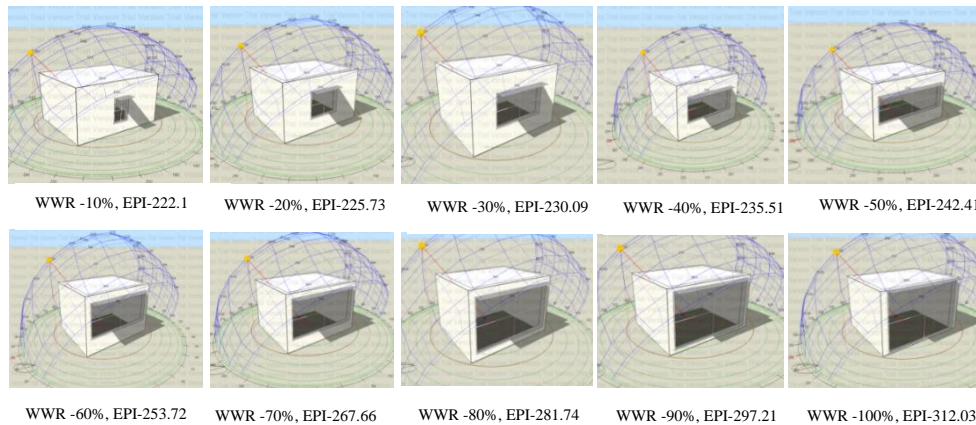 WWR -10%, EPI-222.1
WWR -20%, EPI-225.73
WWR -30%, EPI-230.09
WWR -40%, EPI-235.51
WWR -50%, EPI-242.41
WWR -60%, EPI-253.72
WWR -70%, EPI-267.66
WWR -80%, EPI-281.74
WWR -90%, EPI-297.21
WWR -100%, EPI-312.03